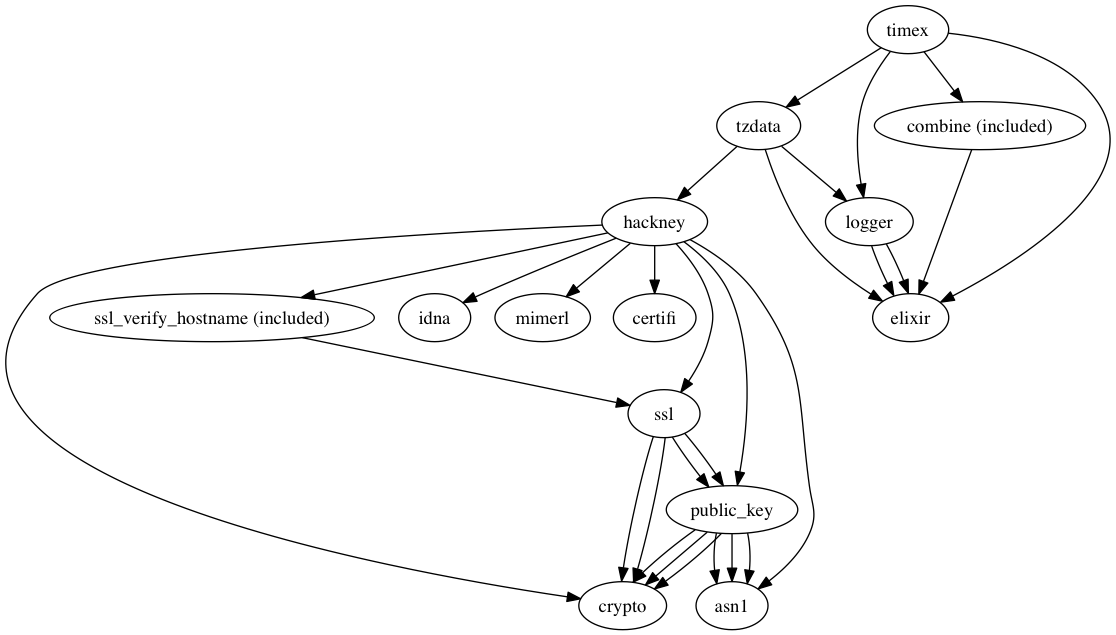 timex
tzdata
combine (included)
hackney
logger
ssl_verify_hostname (included)
idna
mimerl
certifi
elixir
ssl
public_key
crypto
asn1